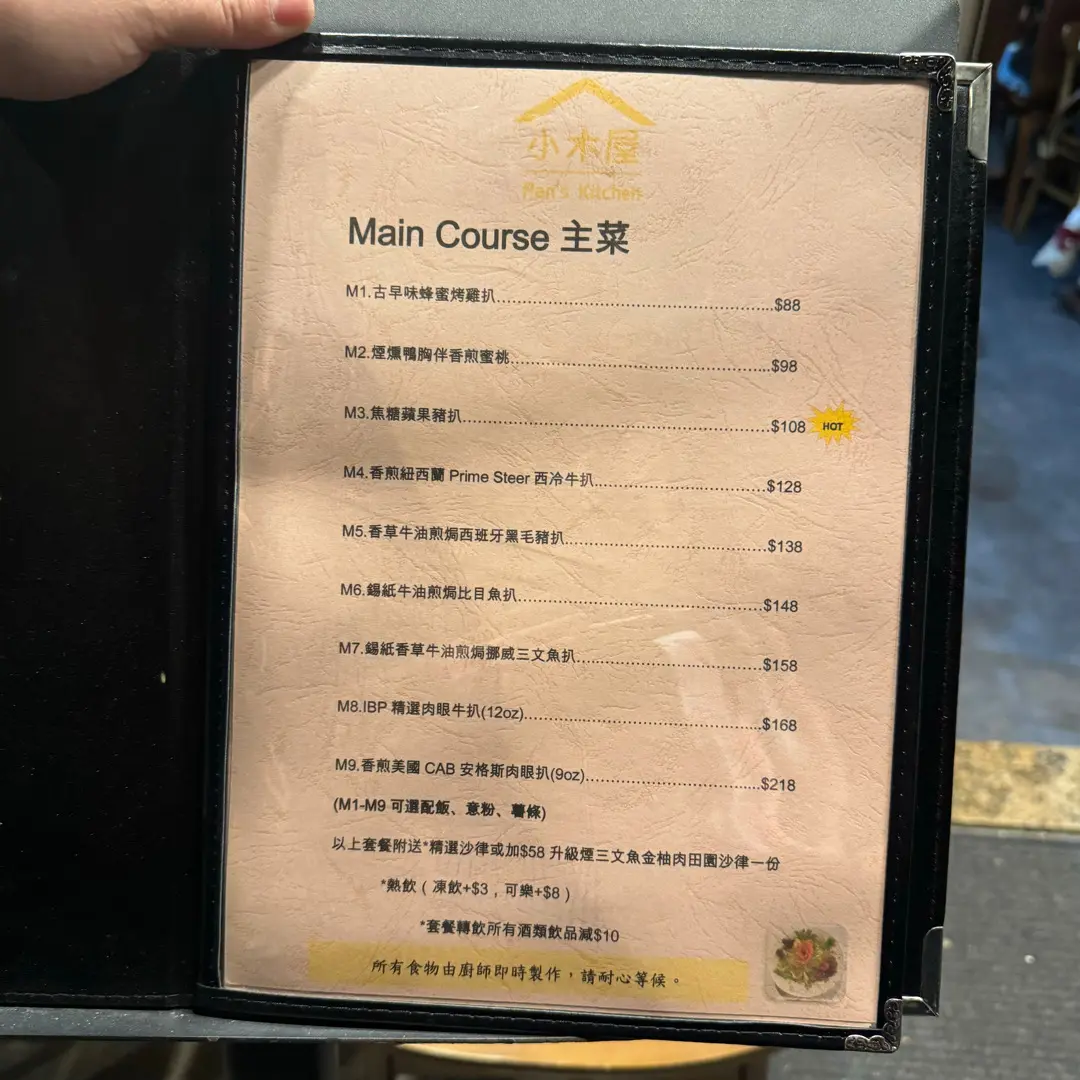 小木屋
Men's Kitchen
Main Course 主菜
M1.古早味蜂蜜烤雞扒..........$88
M2.煙燻鴨胸伴香煎蜜桃..........$98
M3.焦糖蘋果豬扒..........$108 HOT
M4.香煎紐西蘭 Prime Steer 西冷牛扒..........$128
M5.香草牛油煎焗西班牙黑毛豬扒..........$138
M6.錫紙牛油煎焗比目魚扒..........$148
M7.錫紙香草牛油煎焗挪威三文魚扒..........$158
M8.IBP 精選肉眼牛扒(12oz)..........$168
M9.香煎美國 CAB 安格斯肉眼扒(9oz)..........$218
(M1-M9 可選配飯、意粉、薯條)
以上套餐附送*精選沙律或加$58 升級煙三文魚金柚肉田園沙律一份
*熱飲 ( 凍飲+$3 , 可樂+$8 )
*套餐轉飲所有酒類飲品減$10
所有食物由廚師即時製作，請耐心等候。